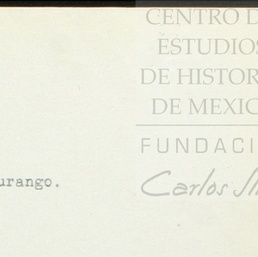 CENTRO D
ESTUDIOS
DE HISTOR
DE MEXIC
FUNDACI
Carlos Sli
urango.